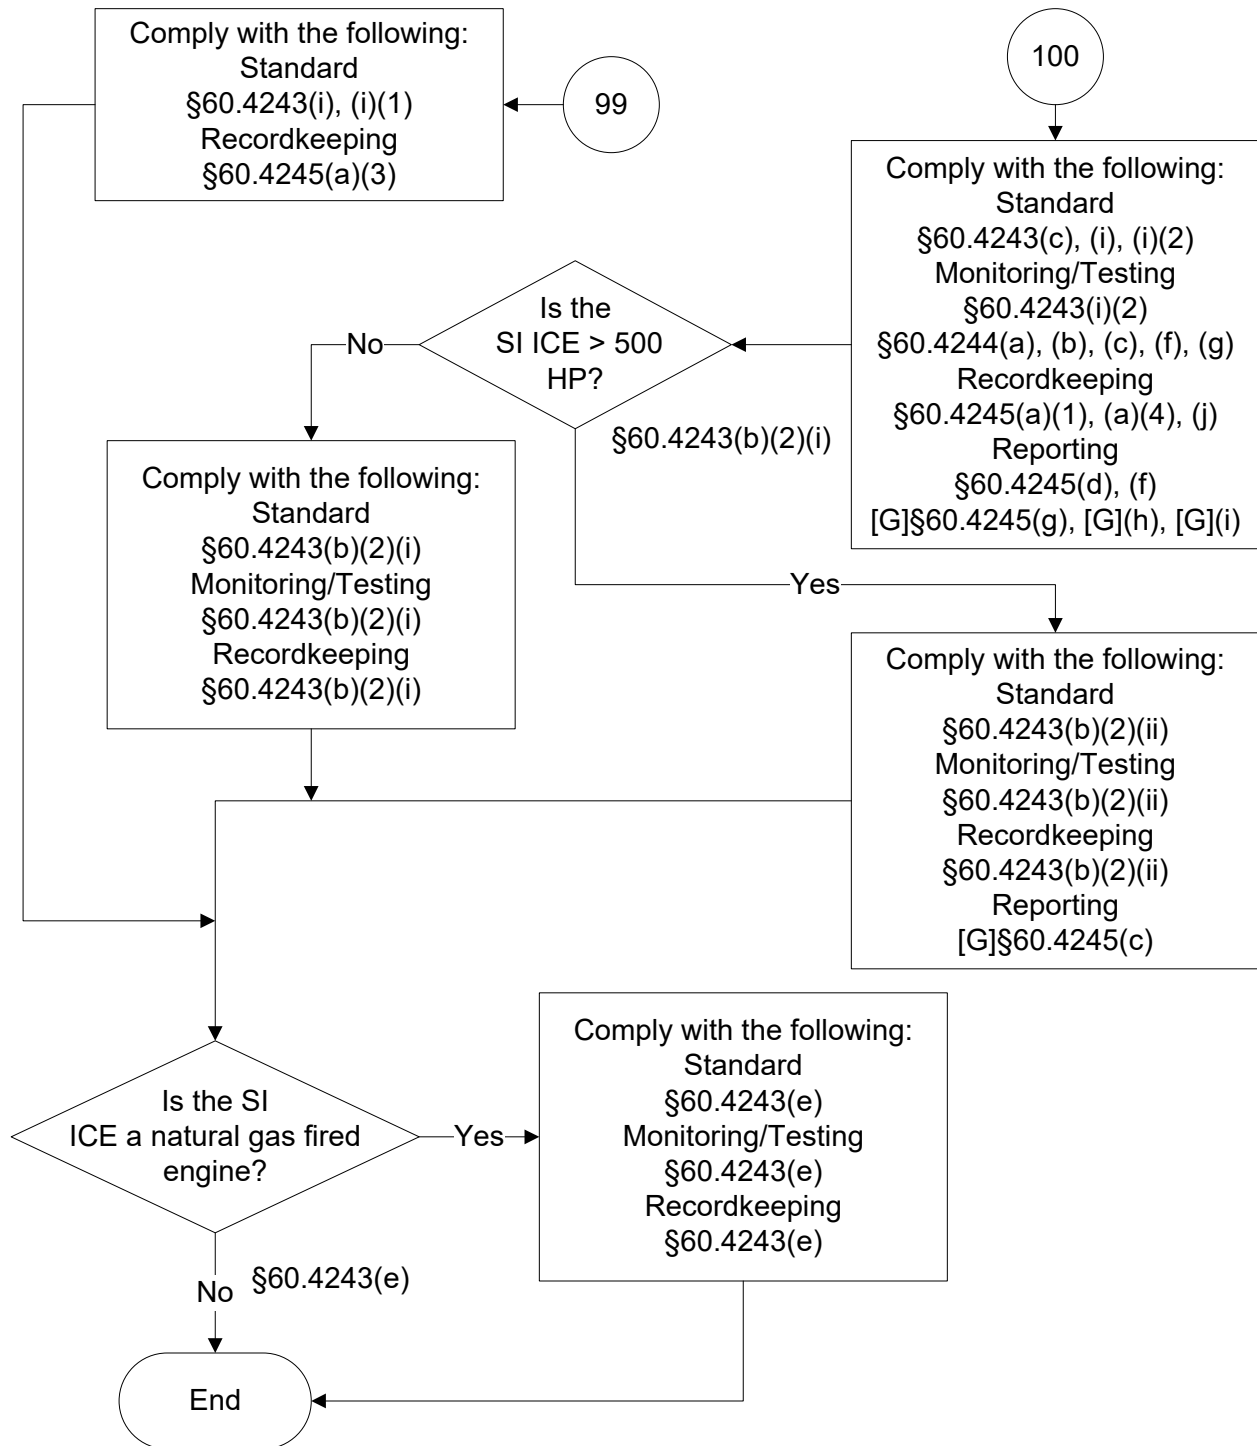 Comply with the following:
Standard
§60.4243(i), (i)(1)
Recordkeeping
§60.4245(a)(3)
99
100
Comply with the following:
Standard
§60.4243(c), (i), (i)(2)
Monitoring/Testing
§60.4243(i)(2)
§60.4244(a), (b), (c), (f), (g)
Recordkeeping
§60.4245(a)(1), (a)(4), (j)
Reporting
§60.4245(d), (f)
[G]§60.4245(g), [G](h), [G](i)
Is the
SI ICE > 500
HP?
No
§60.4243(b)(2)(i)
Yes
Comply with the following:
Standard
§60.4243(b)(2)(i)
Monitoring/Testing
§60.4243(b)(2)(i)
Recordkeeping
§60.4243(b)(2)(i)
Comply with the following:
Standard
§60.4243(b)(2)(ii)
Monitoring/Testing
§60.4243(b)(2)(ii)
Recordkeeping
§60.4243(b)(2)(ii)
Reporting
[G]§60.4245(c)
Is the SI
ICE a natural gas fired
engine?
Yes
Comply with the following:
Standard
§60.4243(e)
Monitoring/Testing
§60.4243(e)
Recordkeeping
§60.4243(e)
No
§60.4243(e)
End